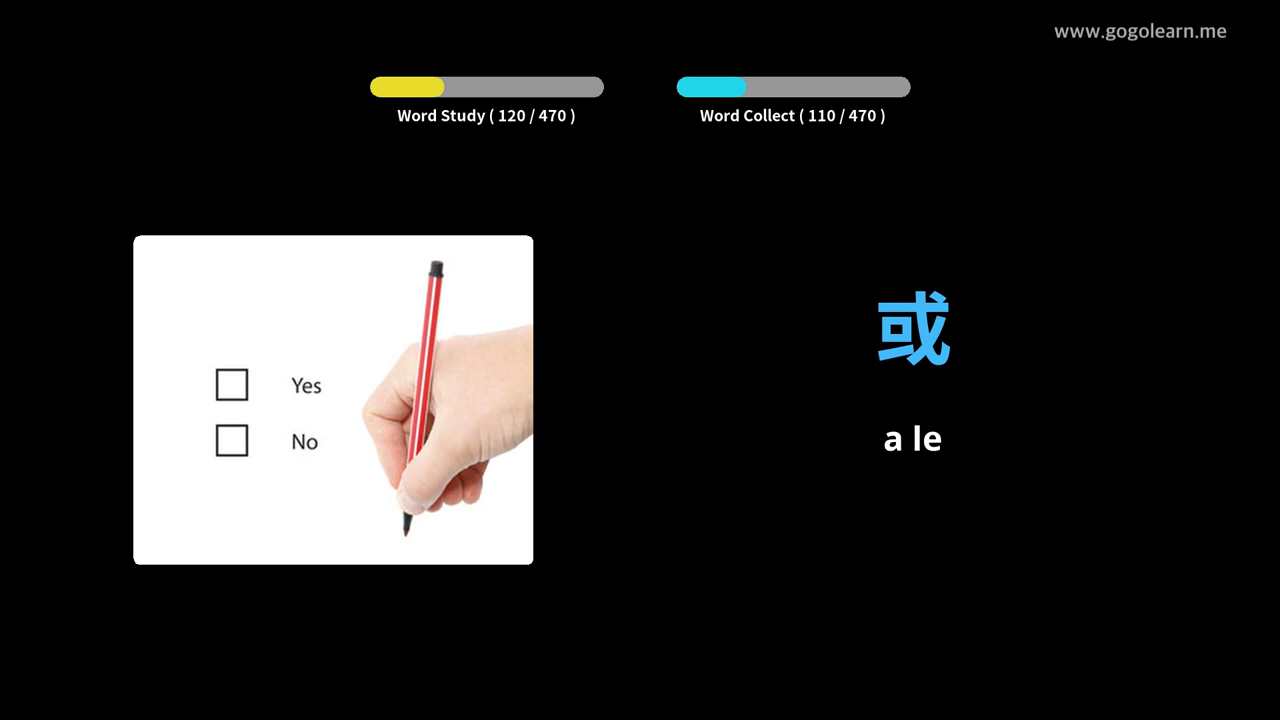 www.gogolearn.me
Word Study ( 120 / 470 )
Word Collect ( 110 / 470 )
Yes
No
或
a le